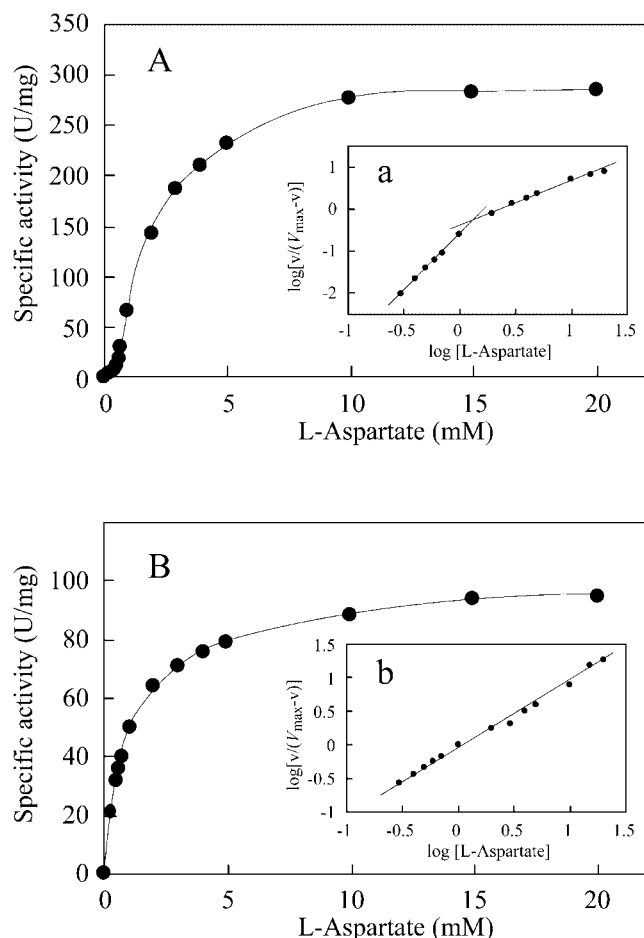 A
Specific activity (U/mg)
350
300
250
200
150
100
50
0
0 5 10 15 20
L-Aspartate (mM)
a
log[v/(Vmax-v)]
1
0
-1
-2
-1 -0.5 0 0.5 1 1.5
log [L-Aspartate]
B
Specific activity (U/mg)
100
80
60
40
20
0
0 5 10 15 20
L-Aspartate (mM)
b
log[v/(Vmax-v)]
1.5
1
0.5
0
-0.5
-1
-1 -0.5 0 0.5 1 1.5
log [L-Aspartate]